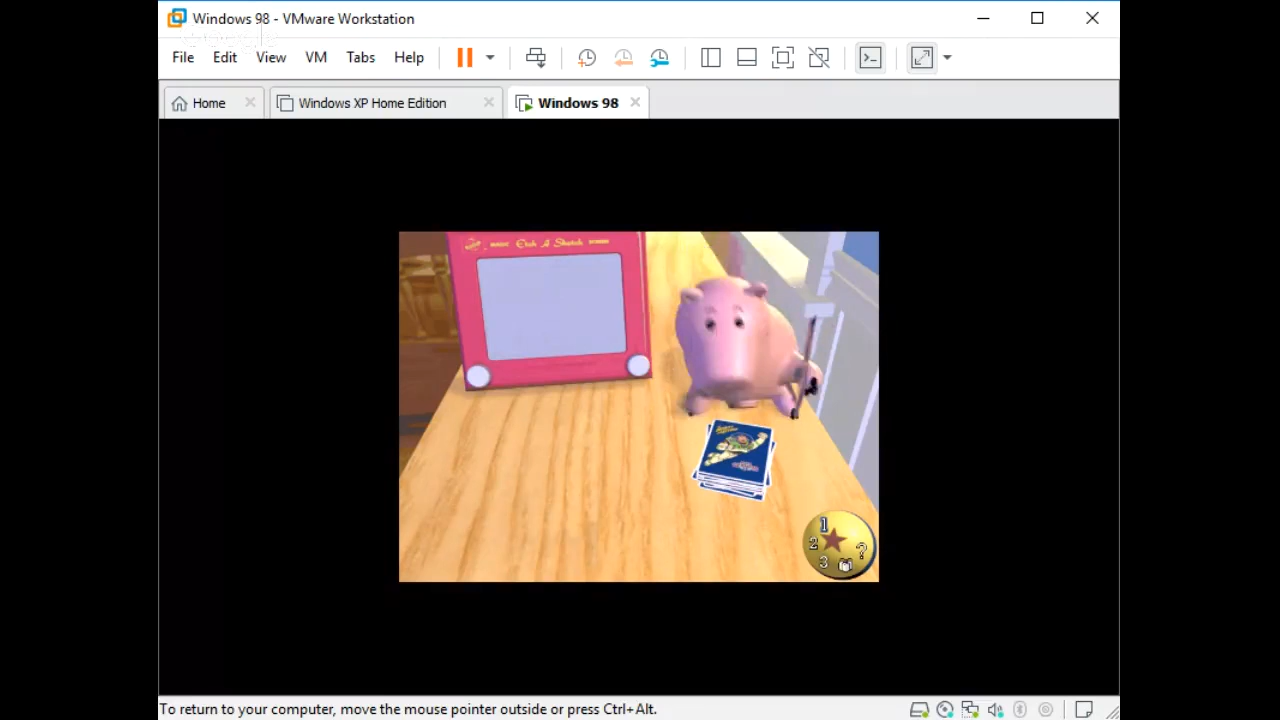 Windows 98 - VMware Workstation
File Edit View VM Tabs Help
Home Windows XP Home Edition Windows 98
Etch A Sketch
1
2 ?
3
To return to your computer, move the mouse pointer outside or press Ctrl+Alt.